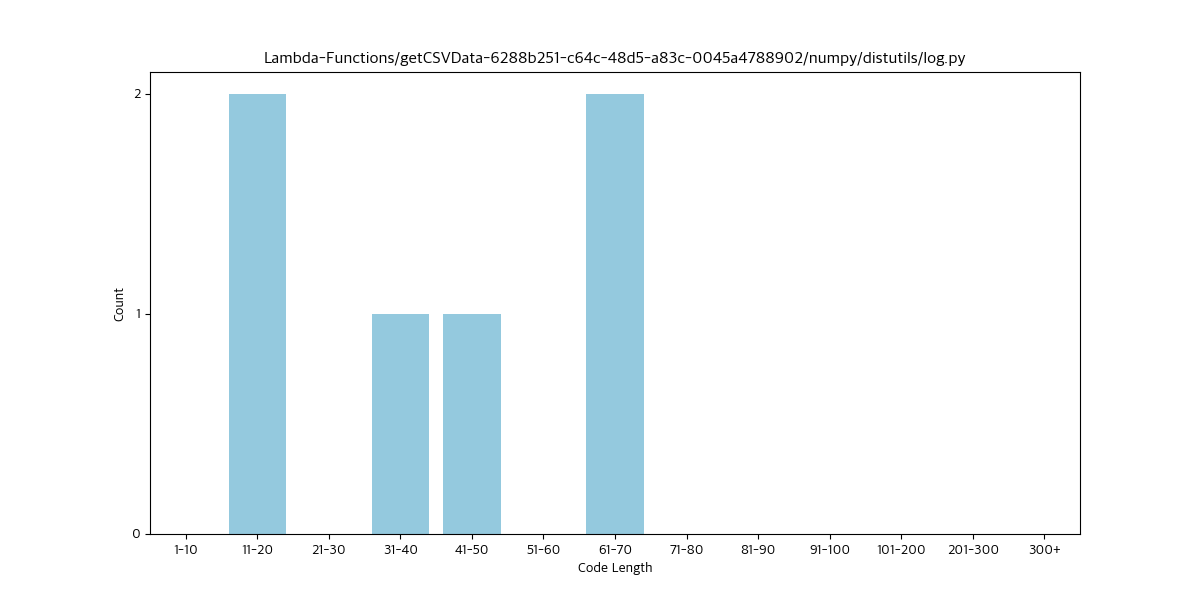 Lambda-Functions/getCSVData-6288b251-c64c-48d5-a83c-0045a4788902/numpy/distutils/log.py
2
1
0
Count
1-10 11-20 21-30 31-40 41-50 51-60 61-70 71-80 81-90 91-100 101-200 201-300 300+
Code Length